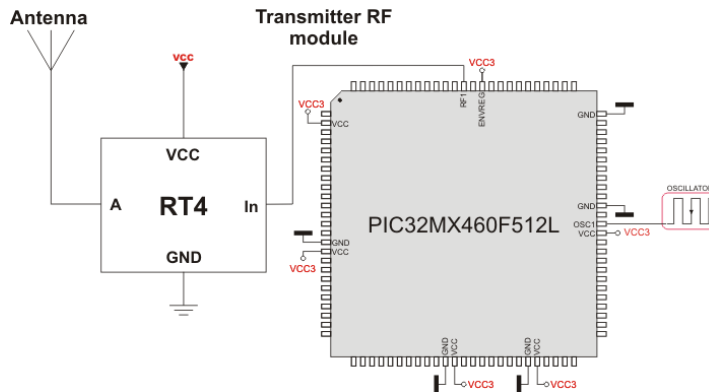 Antenna
Transmitter RF
module
vcc
VCC
A
RT4
In
GND
VCC3
VCC
RF1
ENVREG
VCC3
GND
GND
OSC1
VCC
VCC3
OSCILLATOR
PIC32MX460F512L
GND
VCC
VCC3
GND
VCC
VCC3
GND
VCC
VCC3